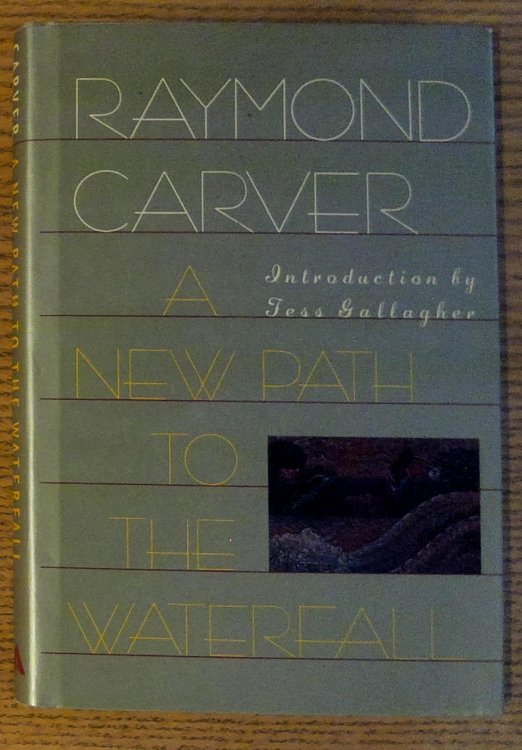 CARVER A NEW PATH TO THE WATERFALL
RAYMOND
CARVER
A
Introduction by
Tess Gallagher
NEW PATH
TO
THE
WATERFALL